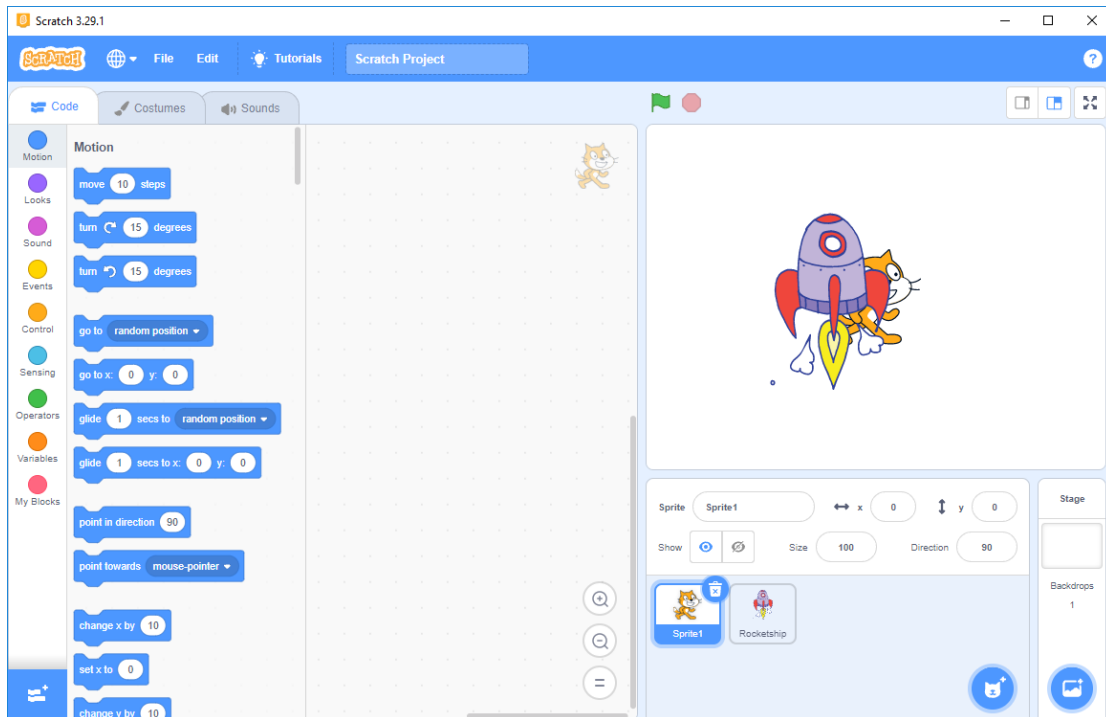 Scratch 3.29.1
SCRATCH File Edit Tutorials Scratch Project ?
Code Costumes Sounds
Motion
Looks
Sound
Events
Control
Sensing
Operators
Variables
My Blocks
Motion
move 10 steps
turn 15 degrees
turn 15 degrees
go to random position
go to x: 0 y: 0
glide 1 secs to random position
glide 1 secs to x: 0 y: 0
point in direction 90
point towards mouse-pointer
change x by 10
set x to 0
change y by 10
Sprite Sprite1 x 0 y 0
Show Size 100 Direction 90
Sprite1 Rocketship
Stage
Backdrops
1